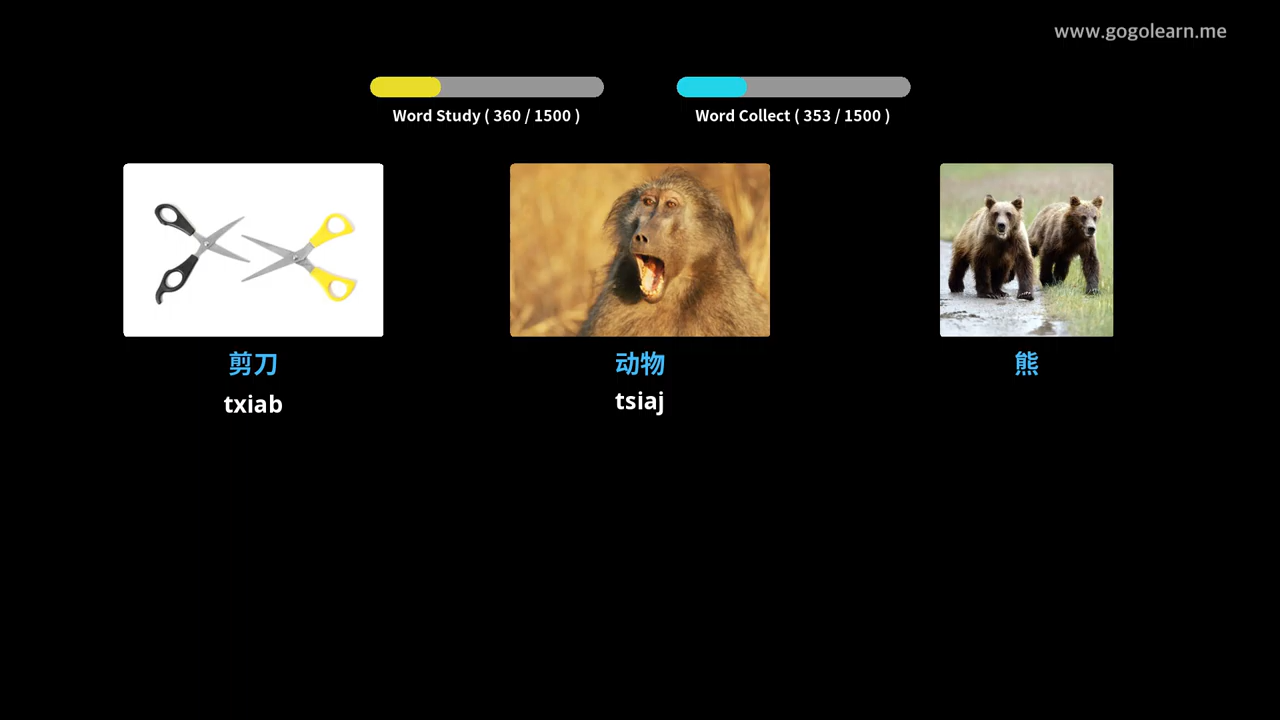 www.gogolearn.me
Word Study ( 360 / 1500 )
Word Collect ( 353 / 1500 )
剪刀
动物
熊
txiab
tsiaj